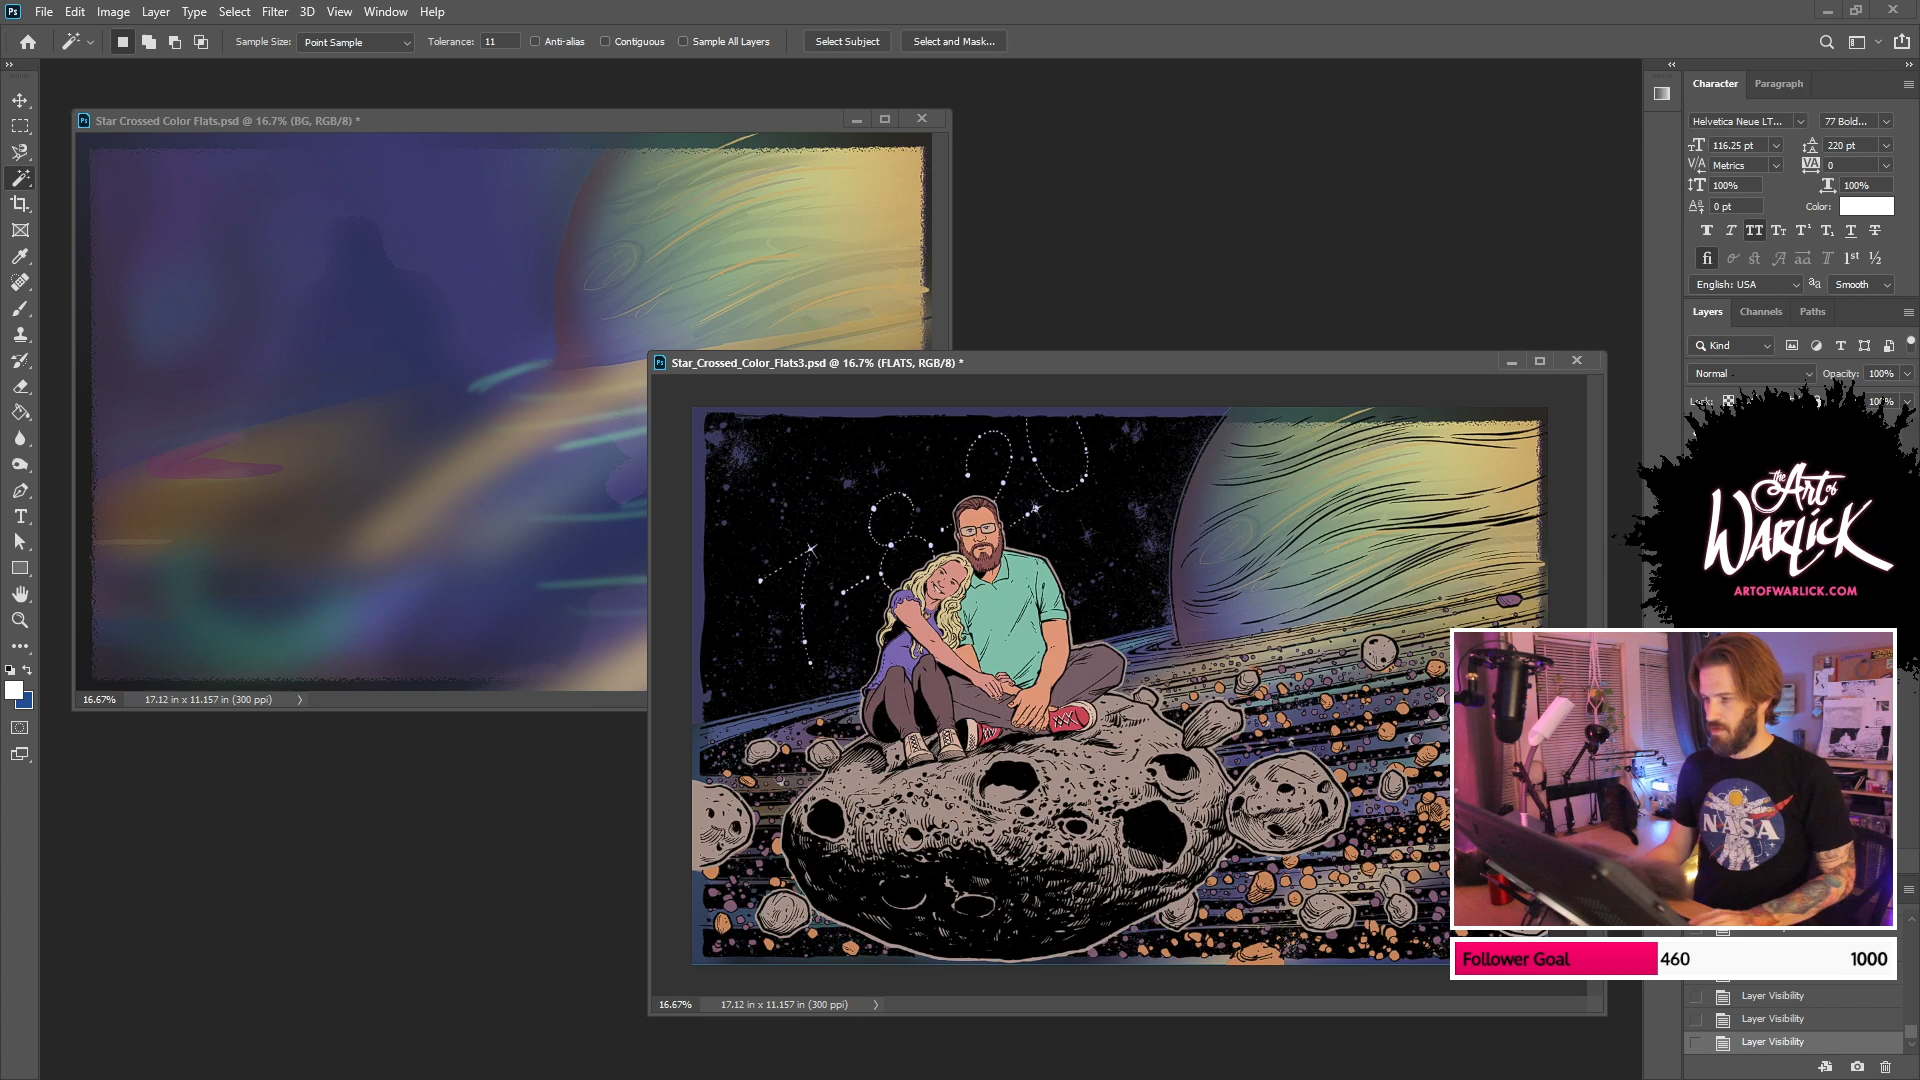 Ps File Edit Image Layer Type Select Filter 3D View Window Help
Sample Size: Point Sample Tolerance: 11 Anti-alias Contiguous Sample All Layers Select Subject Select and Mask...
Star Crossed Color Flats.psd @ 16.7% (BG, RGB/8) *
16.67% 17.12 in x 11.157 in (300 ppi)
Star_Crossed_Color_Flats3.psd @ 16.7% (FLATS, RGB/8) *
16.67% 17.12 in x 11.157 in (300 ppi)
Character Paragraph
Helvetica Neue LT... 77 Bold...
116.25 pt 220 pt
Metrics 0
100% 100%
0 pt Color:
English: USA Smooth
Layers Channels Paths
Kind
Normal Opacity: 100%
100%
the Art of
Warlick
ARTOFWARLICK.COM
NASA
Follower Goal 460 1000
Layer Visibility
Layer Visibility
Layer Visibility